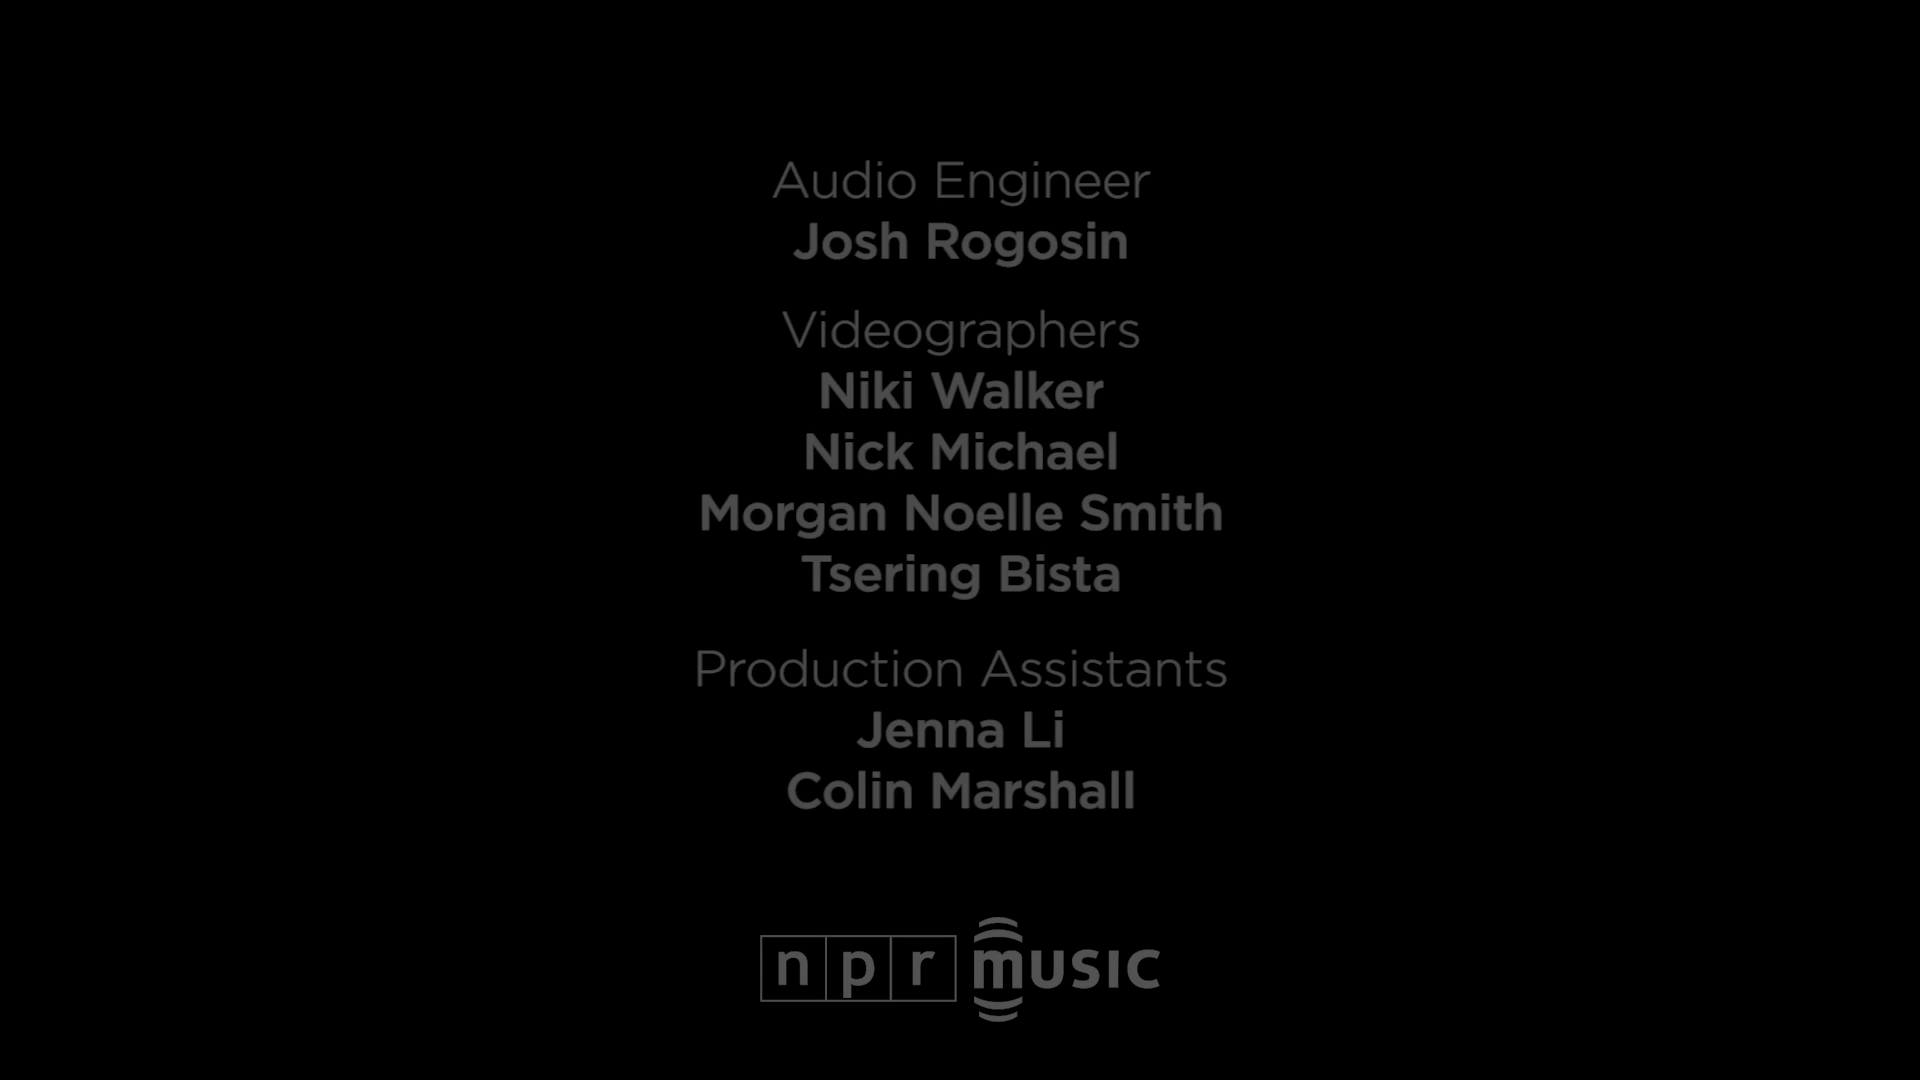 Audio Engineer
Josh Rogosin
Videographers
Niki Walker
Nick Michael
Morgan Noelle Smith
Tsering Bista
Production Assistants
Jenna Li
Colin Marshall
npr music